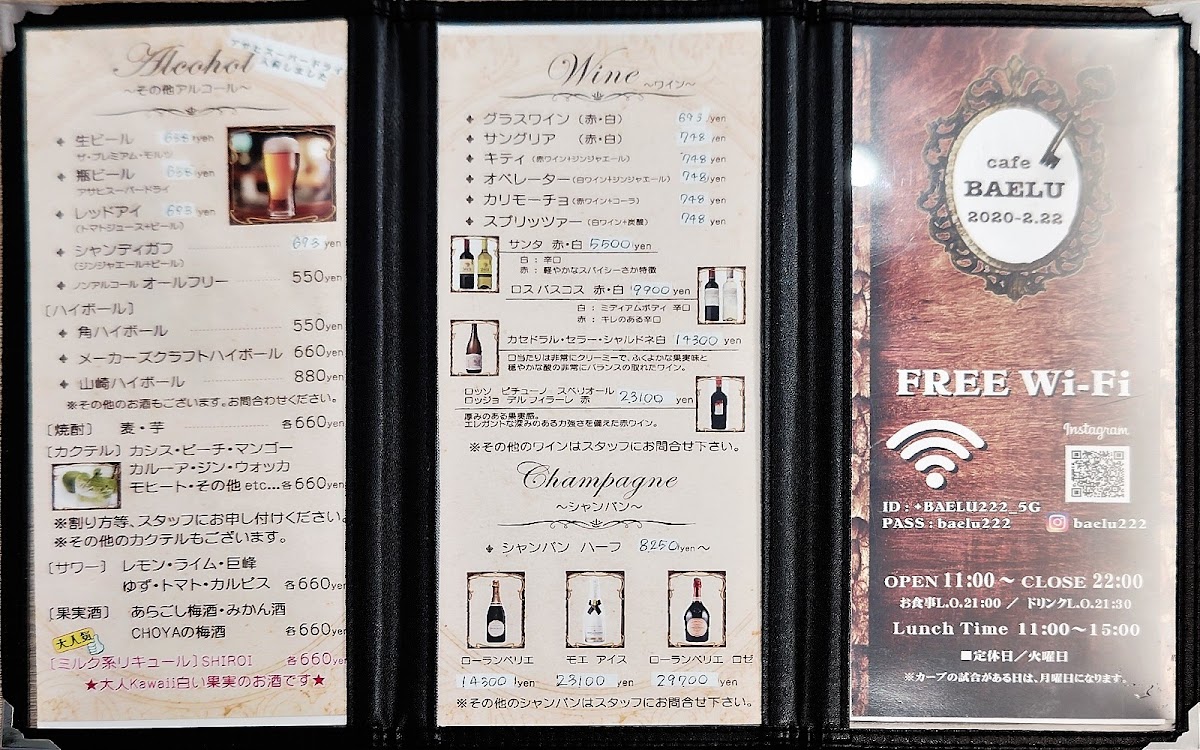 Alcohol
アサヒスーパードライ
入荷しました
~その他アルコール~
生ビール 693yen
ザ・プレミアム・モルツ
瓶ビール yen
アサヒスーパードライ
レッドアイ 693yen
(トマトジュース+ビール)
シャンディガフ 693yen
(ジンジャエール+ビール)
ノンアルコール オールフリー 550yen
[ハイボール]
角ハイボール 550yen
メーカーズクラフトハイボール 660yen
山崎ハイボール 880yen
※その他のお酒もございます。お問合わせください。
[焼酎] 麦・芋 各660yen
[カクテル] カシス・ピーチ・マンゴー
カルーア・ジン・ウォッカ
モヒート・その他etc...各660yen
※割り方等、スタッフにお申し付けください。
※その他のカクテルもございます。
[サワー] レモン・ライム・巨峰
ゆず・トマト・カルピス 各660yen
[果実酒] あらごし梅酒・みかん酒
CHOYAの梅酒 各660yen
大人気
[ミルク系リキュール] SHIROI 各660yen
★大人Kawaii白い果実のお酒です★
Wine ~ワイン~
グラスワイン (赤・白) 693yen
サングリア (赤・白) 748yen
キティ (赤ワイン+ジンジャエール) 748yen
オペレーター (白ワイン+ジンジャエール) 748yen
カリモーチョ (赤ワイン+コーラ) 748yen
スプリッツァー (白ワイン+炭酸) 748yen
サンタ 赤・白 5500yen
白:辛口
赤:軽やかなスパイシーさか特徴
ロス バスコス 赤・白 9900yen
白:ミディアムボディ 辛口
赤:キレのある辛口
カセドラル・セラー・シャルドネ白 14300yen
口当たりは非常にクリーミーで、ふくよかな果実味と
穏やかな酸の非常にバランスの取れたワイン。
ロッソ ピチェーノ スペリオール
ロッジョ デル フィラーレ 赤 23100yen
厚みのある果実感。
エレガントな深みのある力強さを備えた赤ワイン。
※その他のワインはスタッフにお問合せ下さい。
Champagne
~シャンパン~
シャンパン ハーフ 8250yen~
ローランペリエ モエ アイス ローランペリエ ロゼ
14300yen 23100yen 29700yen
※その他のシャンパンはスタッフにお問合せ下さい。
cafe
BAELU
2020-2.22
FREE Wi-Fi
Instagram
ID : +BAELU222_5G
PASS : baelu222 baelu222
OPEN 11:00 ~ CLOSE 22:00
お食事L.O.21:00 / ドリンクL.O.21:30
Lunch Time 11:00~15:00
■定休日/火曜日
※カープの試合がある日は、月曜日になります。